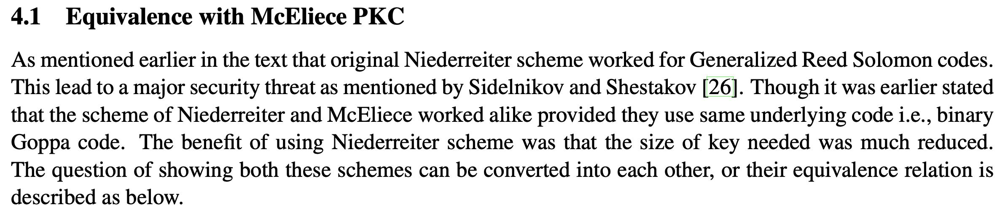 4.1 Equivalence with McEliece PKC
As mentioned earlier in the text that original Niederreiter scheme worked for Generalized Reed Solomon codes.
This lead to a major security threat as mentioned by Sidelnikov and Shestakov [26]. Though it was earlier stated
that the scheme of Niederreiter and McEliece worked alike provided they use same underlying code i.e., binary
Goppa code. The benefit of using Niederreiter scheme was that the size of key needed was much reduced.
The question of showing both these schemes can be converted into each other, or their equivalence relation is
described as below.